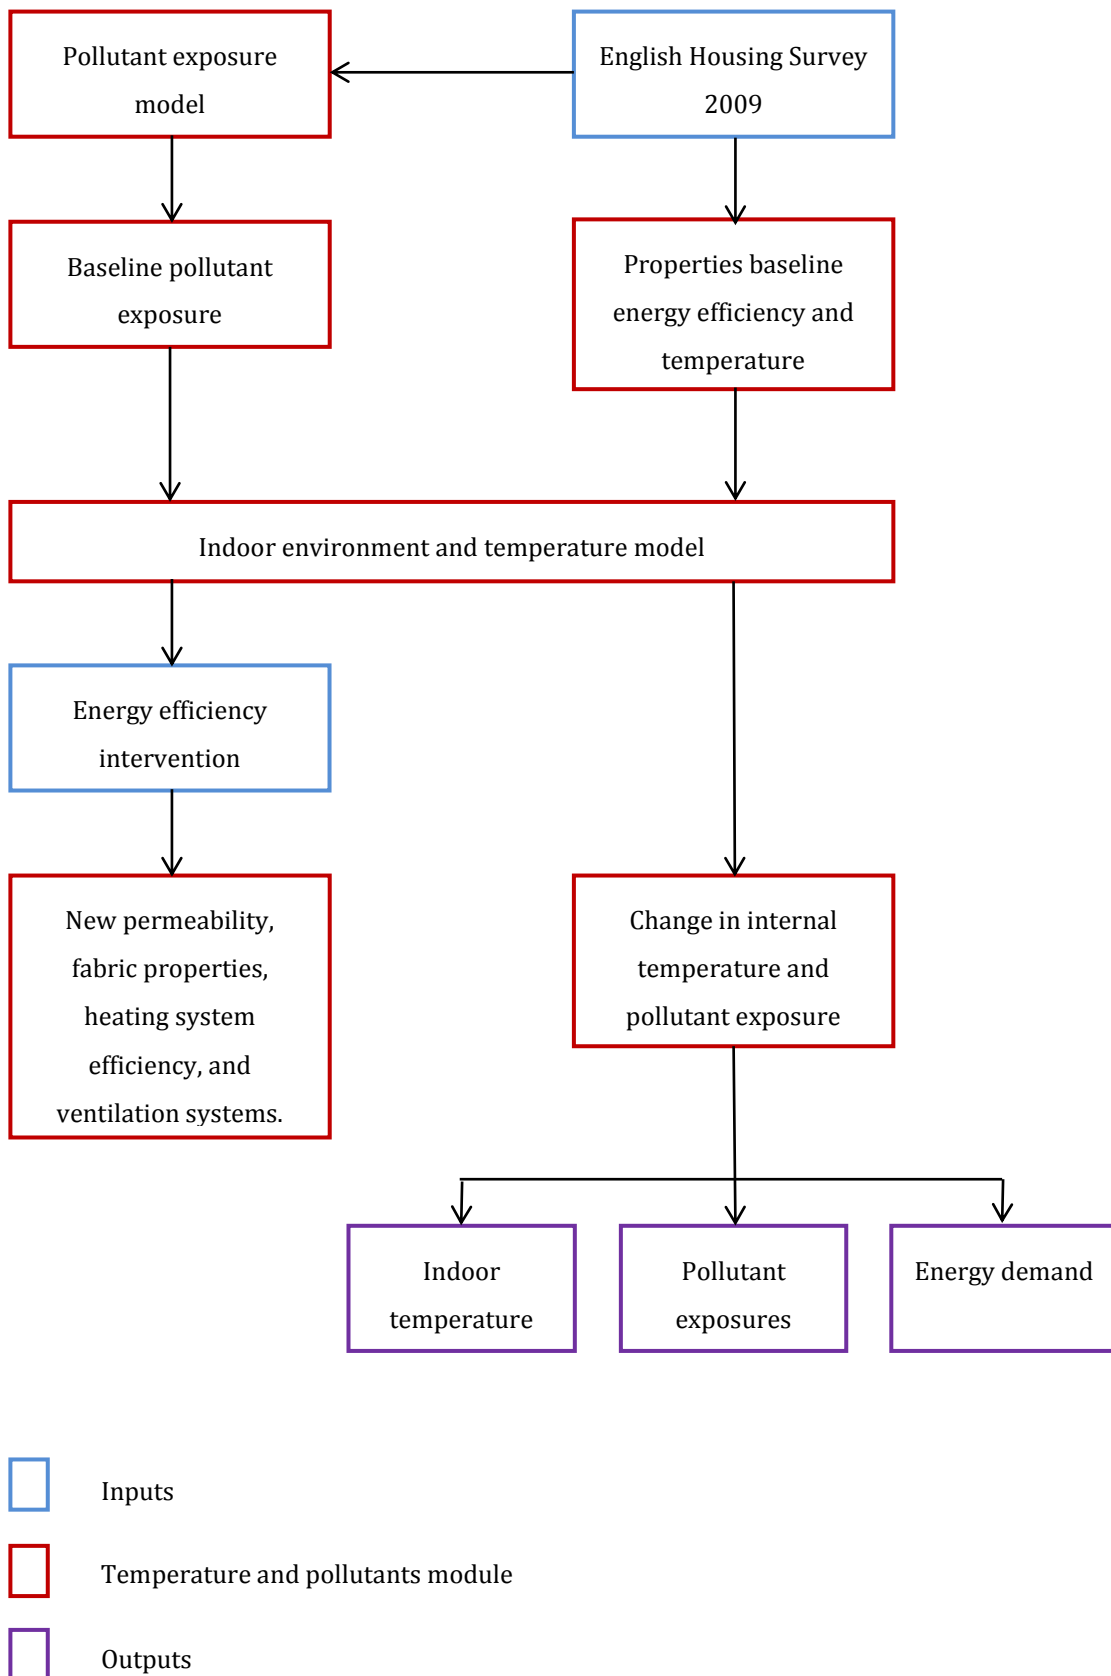 Pollutant exposure
model
English Housing Survey
2009
Baseline pollutant
exposure
Properties baseline
energy efficiency and
temperature
Indoor environment and temperature model
Energy efficiency
intervention
New permeability,
fabric properties,
heating system
efficiency, and
ventilation systems.
Change in internal
temperature and
pollutant exposure
Indoor
temperature
Pollutant
exposures
Energy demand
Inputs
Temperature and pollutants module
Outputs